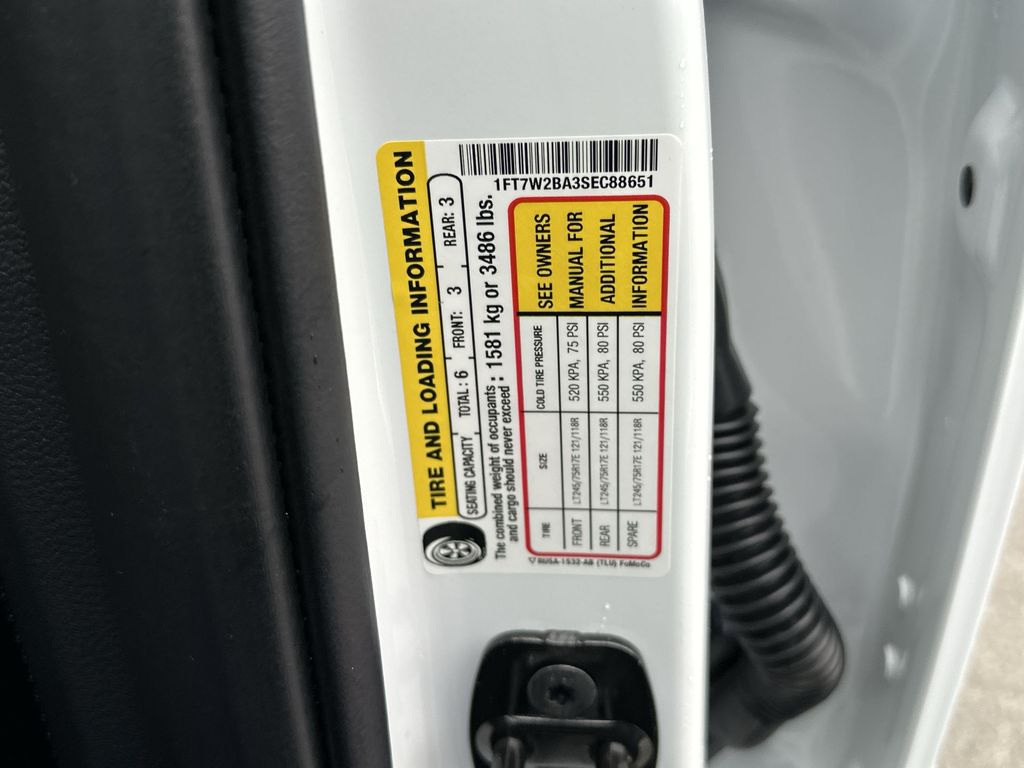 1FT7W2BA3SEC88651
TIRE AND LOADING INFORMATION
SEATING CAPACITY TOTAL: 6 FRONT: 3 REAR: 3
The combined weight of occupants
and cargo should never exceed : 1581 kg or 3486 lbs.
TIRE SIZE COLD TIRE PRESSURE
FRONT LT245/75R17E 121/118R 520 KPA, 75 PSI
REAR LT245/75R17E 121/118R 550 KPA, 80 PSI
SPARE LT245/75R17E 121/118R 550 KPA, 80 PSI
SEE OWNERS
MANUAL FOR
ADDITIONAL
INFORMATION
(TLU) FoMoCo